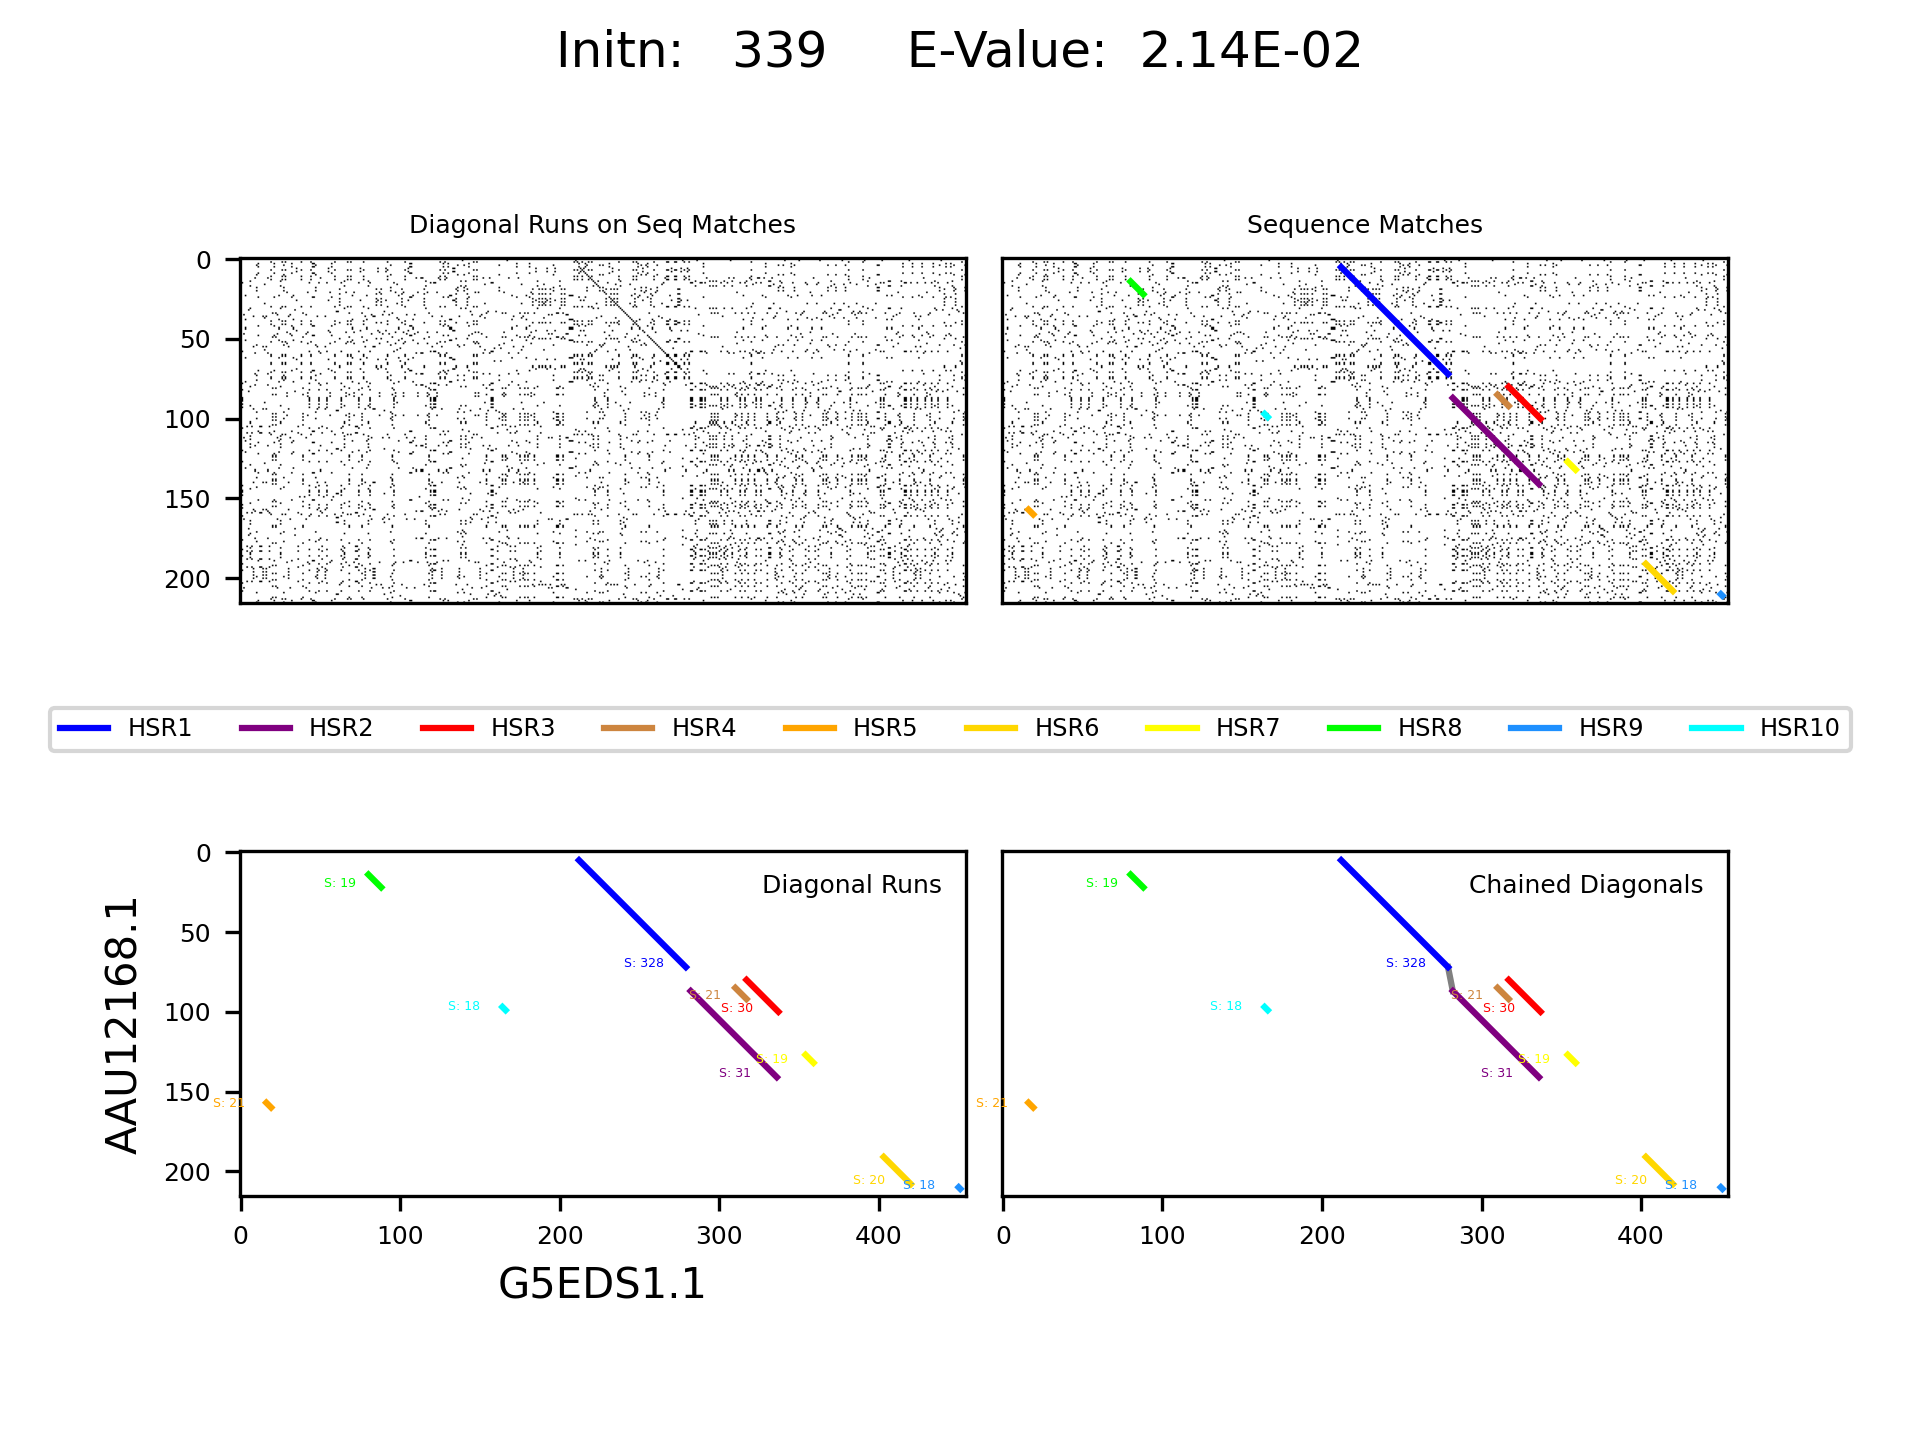 Initn: 339 E-Value: 2.14E-02
Diagonal Runs on Seq Matches
Sequence Matches
0
50
100
150
200
HSR1 HSR2 HSR3 HSR4 HSR5 HSR6 HSR7 HSR8 HSR9 HSR10
AAU12168.1
0
50
100
150
200
Diagonal Runs
S: 19
S: 328
S: 21
S: 18
S: 30
S: 19
S: 31
S: 21
S: 20
S: 18
0 100 200 300 400
G5EDS1.1
Chained Diagonals
S: 19
S: 328
S: 21
S: 18
S: 30
S: 19
S: 31
S: 21
S: 20
S: 18
0 100 200 300 400